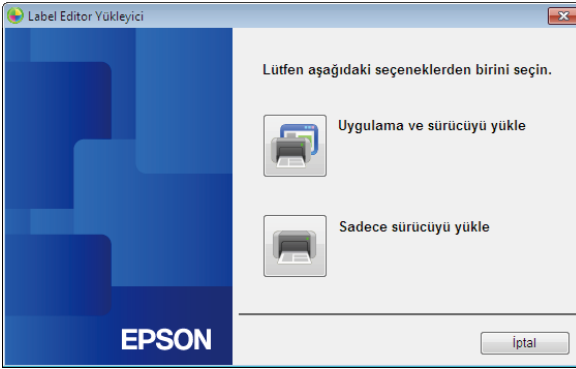 Label Editor Yükleyici
Lütfen aşağıdaki seçeneklerden birini seçin.
Uygulama ve sürücüyü yükle
Sadece sürücüyü yükle
EPSON
İptal